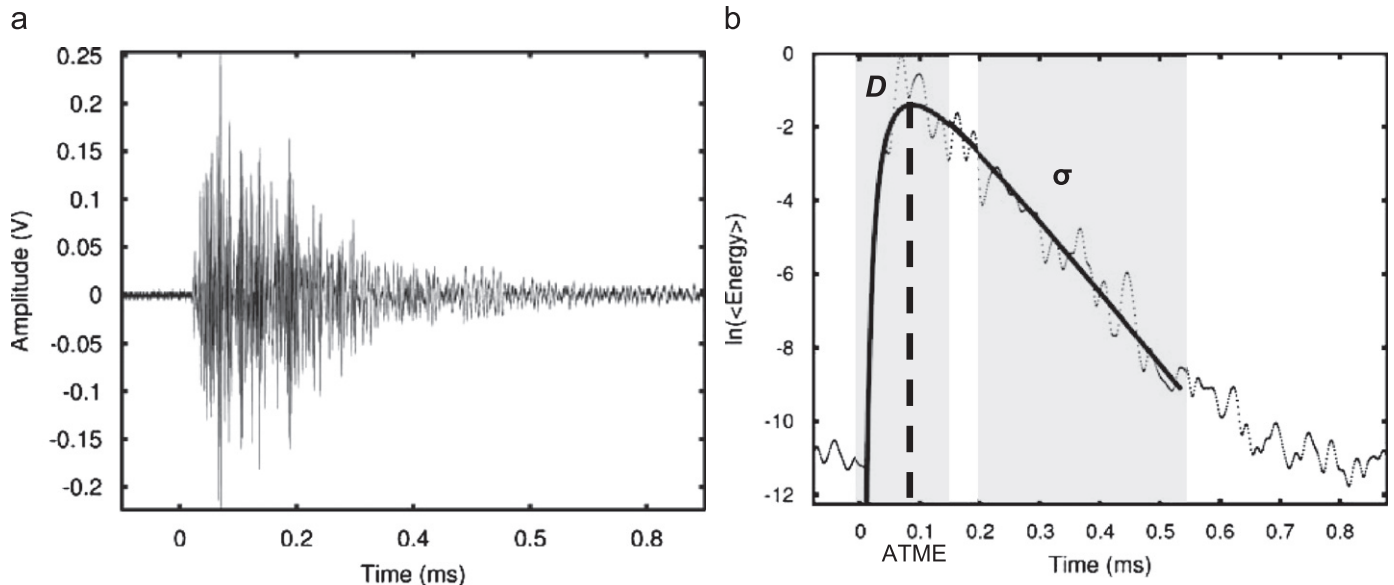 a
b
0.25
0.2
0.15
0.1
0.05
0
-0.05
-0.1
-0.15
-0.2
Amplitude (V)
0 0.2 0.4 0.6 0.8
Time (ms)
0
-2
-4
-6
-8
-10
-12
ln(<Energy>)
D
σ
0 0.1 0.2 0.3 0.4 0.5 0.6 0.7 0.8
ATME
Time (ms)